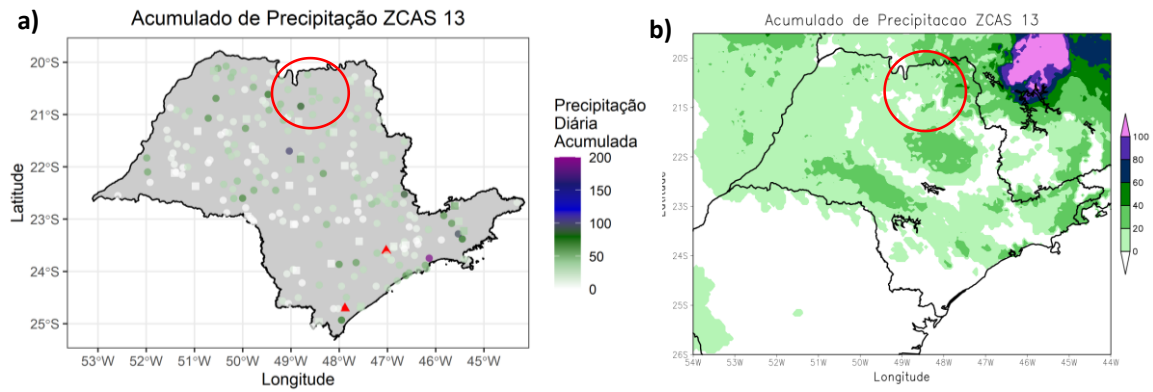 a)
Acumulado de Precipitação ZCAS 13
20°S
21°S
22°S
23°S
24°S
25°S
Latitude
53°W 52°W 51°W 50°W 49°W 48°W 47°W 46°W 45°W
Longitude
Precipitação
Diária
Acumulada
200
150
100
50
0
b)
Acumulado de Precipitacao ZCAS 13
20S
21S
22S
23S
24S
25S
26S
Latitude
54W 53W 52W 51W 50W 49W 48W 47W 46W 45W 44W
Longitude
100
80
60
40
20
0